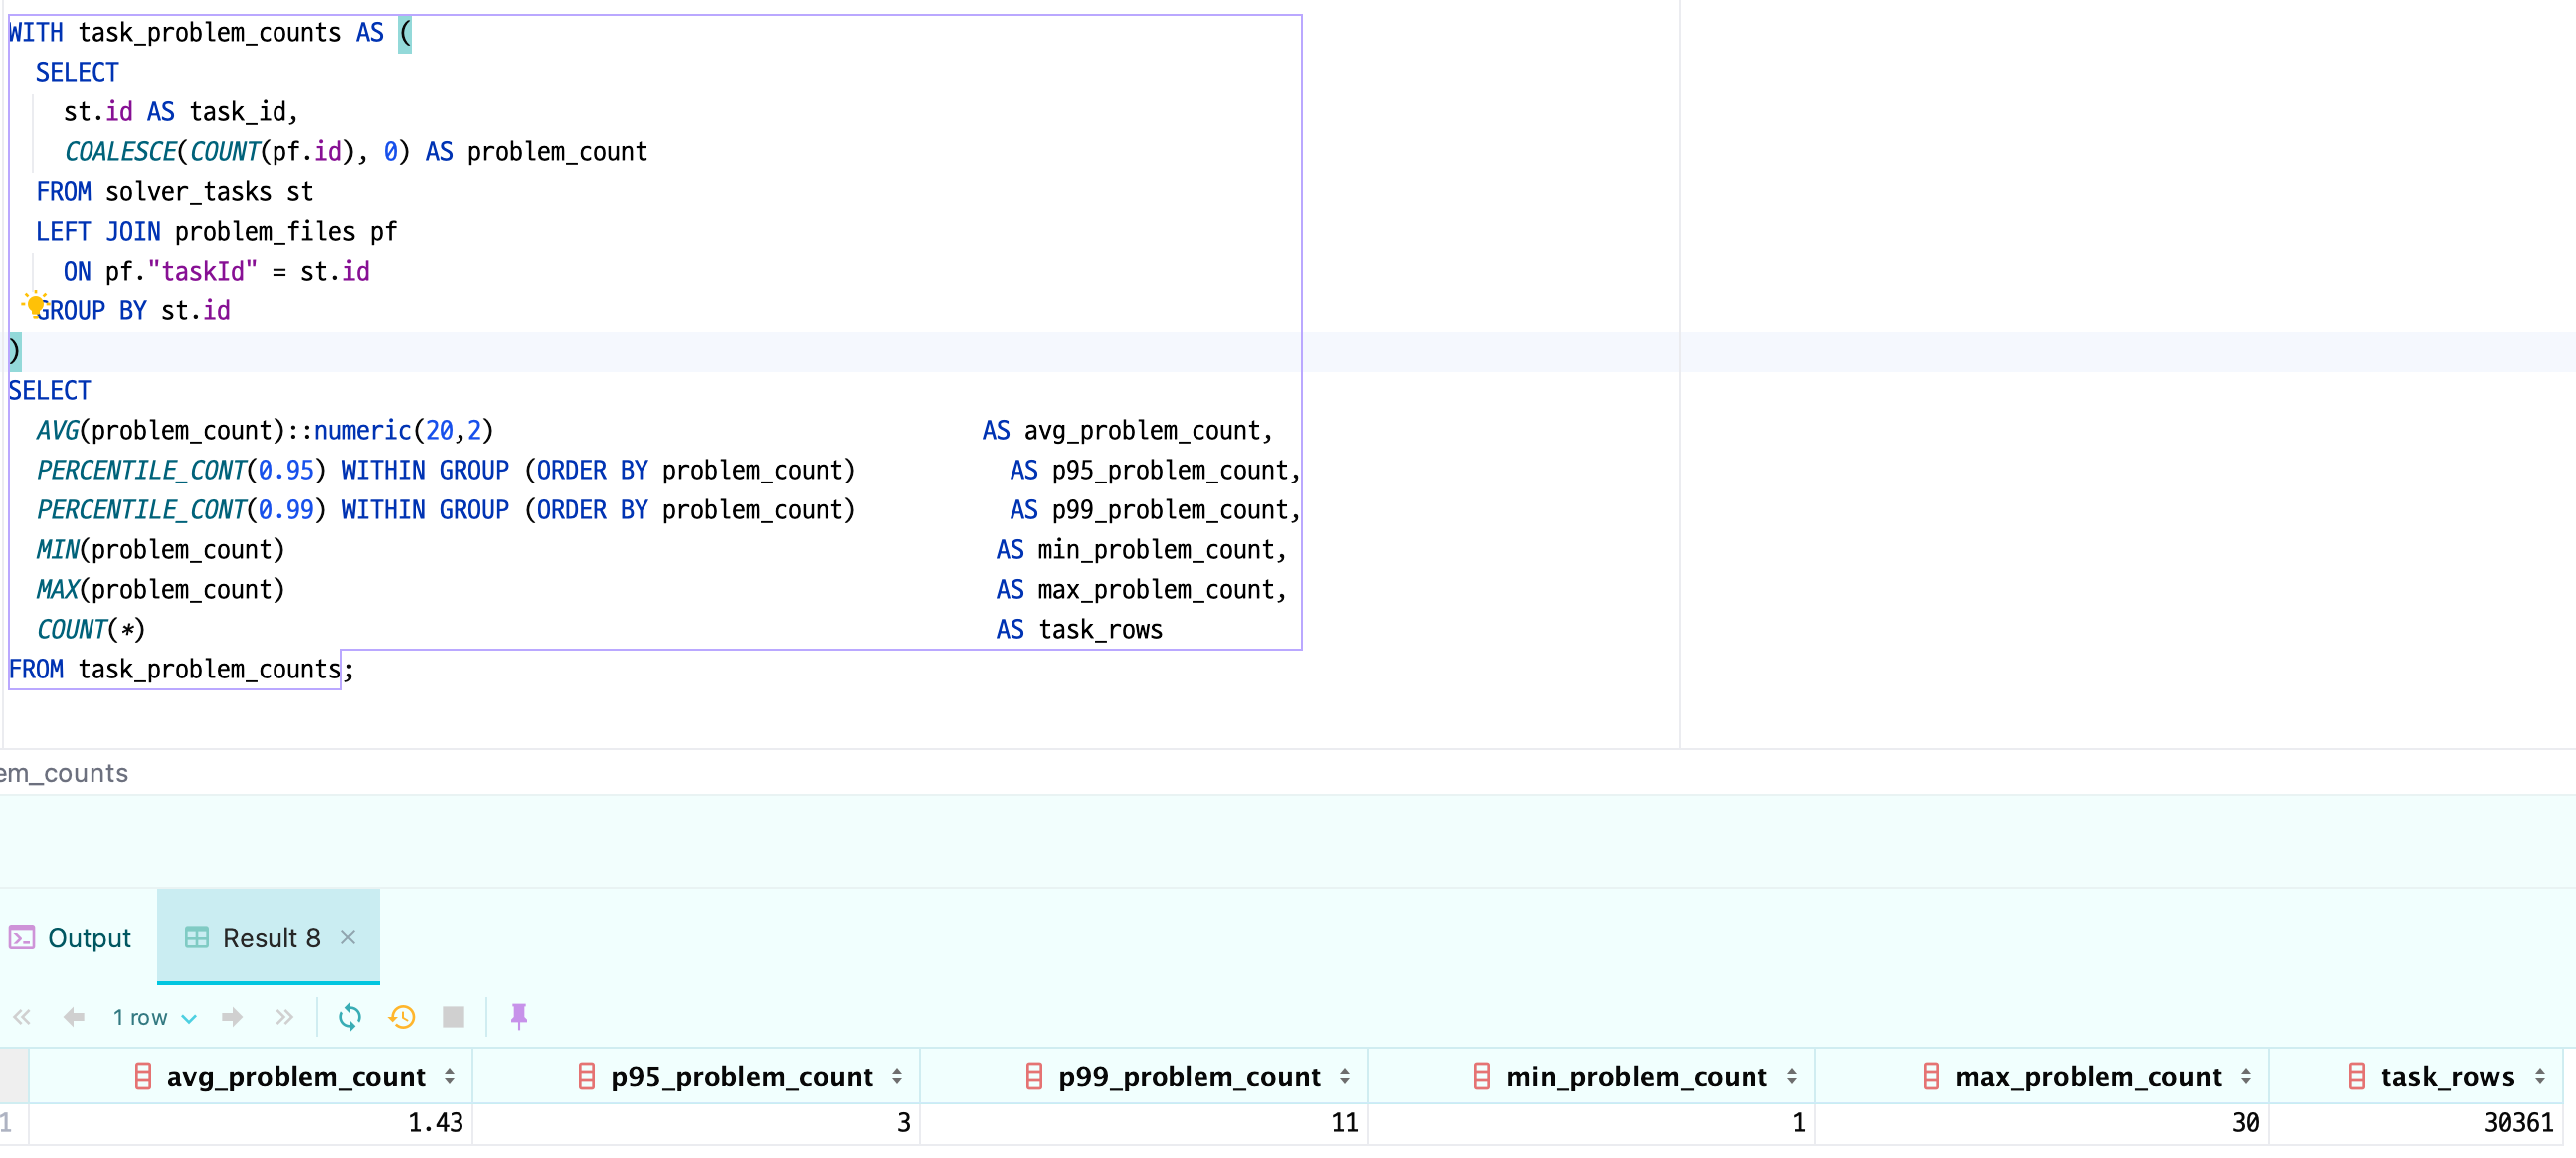 WITH task_problem_counts AS (
SELECT
st.id AS task_id,
COALESCE(COUNT(pf.id), 0) AS problem_count
FROM solver_tasks st
LEFT JOIN problem_files pf
ON pf."taskId" = st.id
GROUP BY st.id
)
SELECT
AVG(problem_count)::numeric(20,2) AS avg_problem_count,
PERCENTILE_CONT(0.95) WITHIN GROUP (ORDER BY problem_count) AS p95_problem_count,
PERCENTILE_CONT(0.99) WITHIN GROUP (ORDER BY problem_count) AS p99_problem_count,
MIN(problem_count) AS min_problem_count,
MAX(problem_count) AS max_problem_count,
COUNT(*) AS task_rows
FROM task_problem_counts;
em_counts
Output Result 8
1 row
avg_problem_count p95_problem_count p99_problem_count min_problem_count max_problem_count task_rows
1 1.43 3 11 1 30 30361